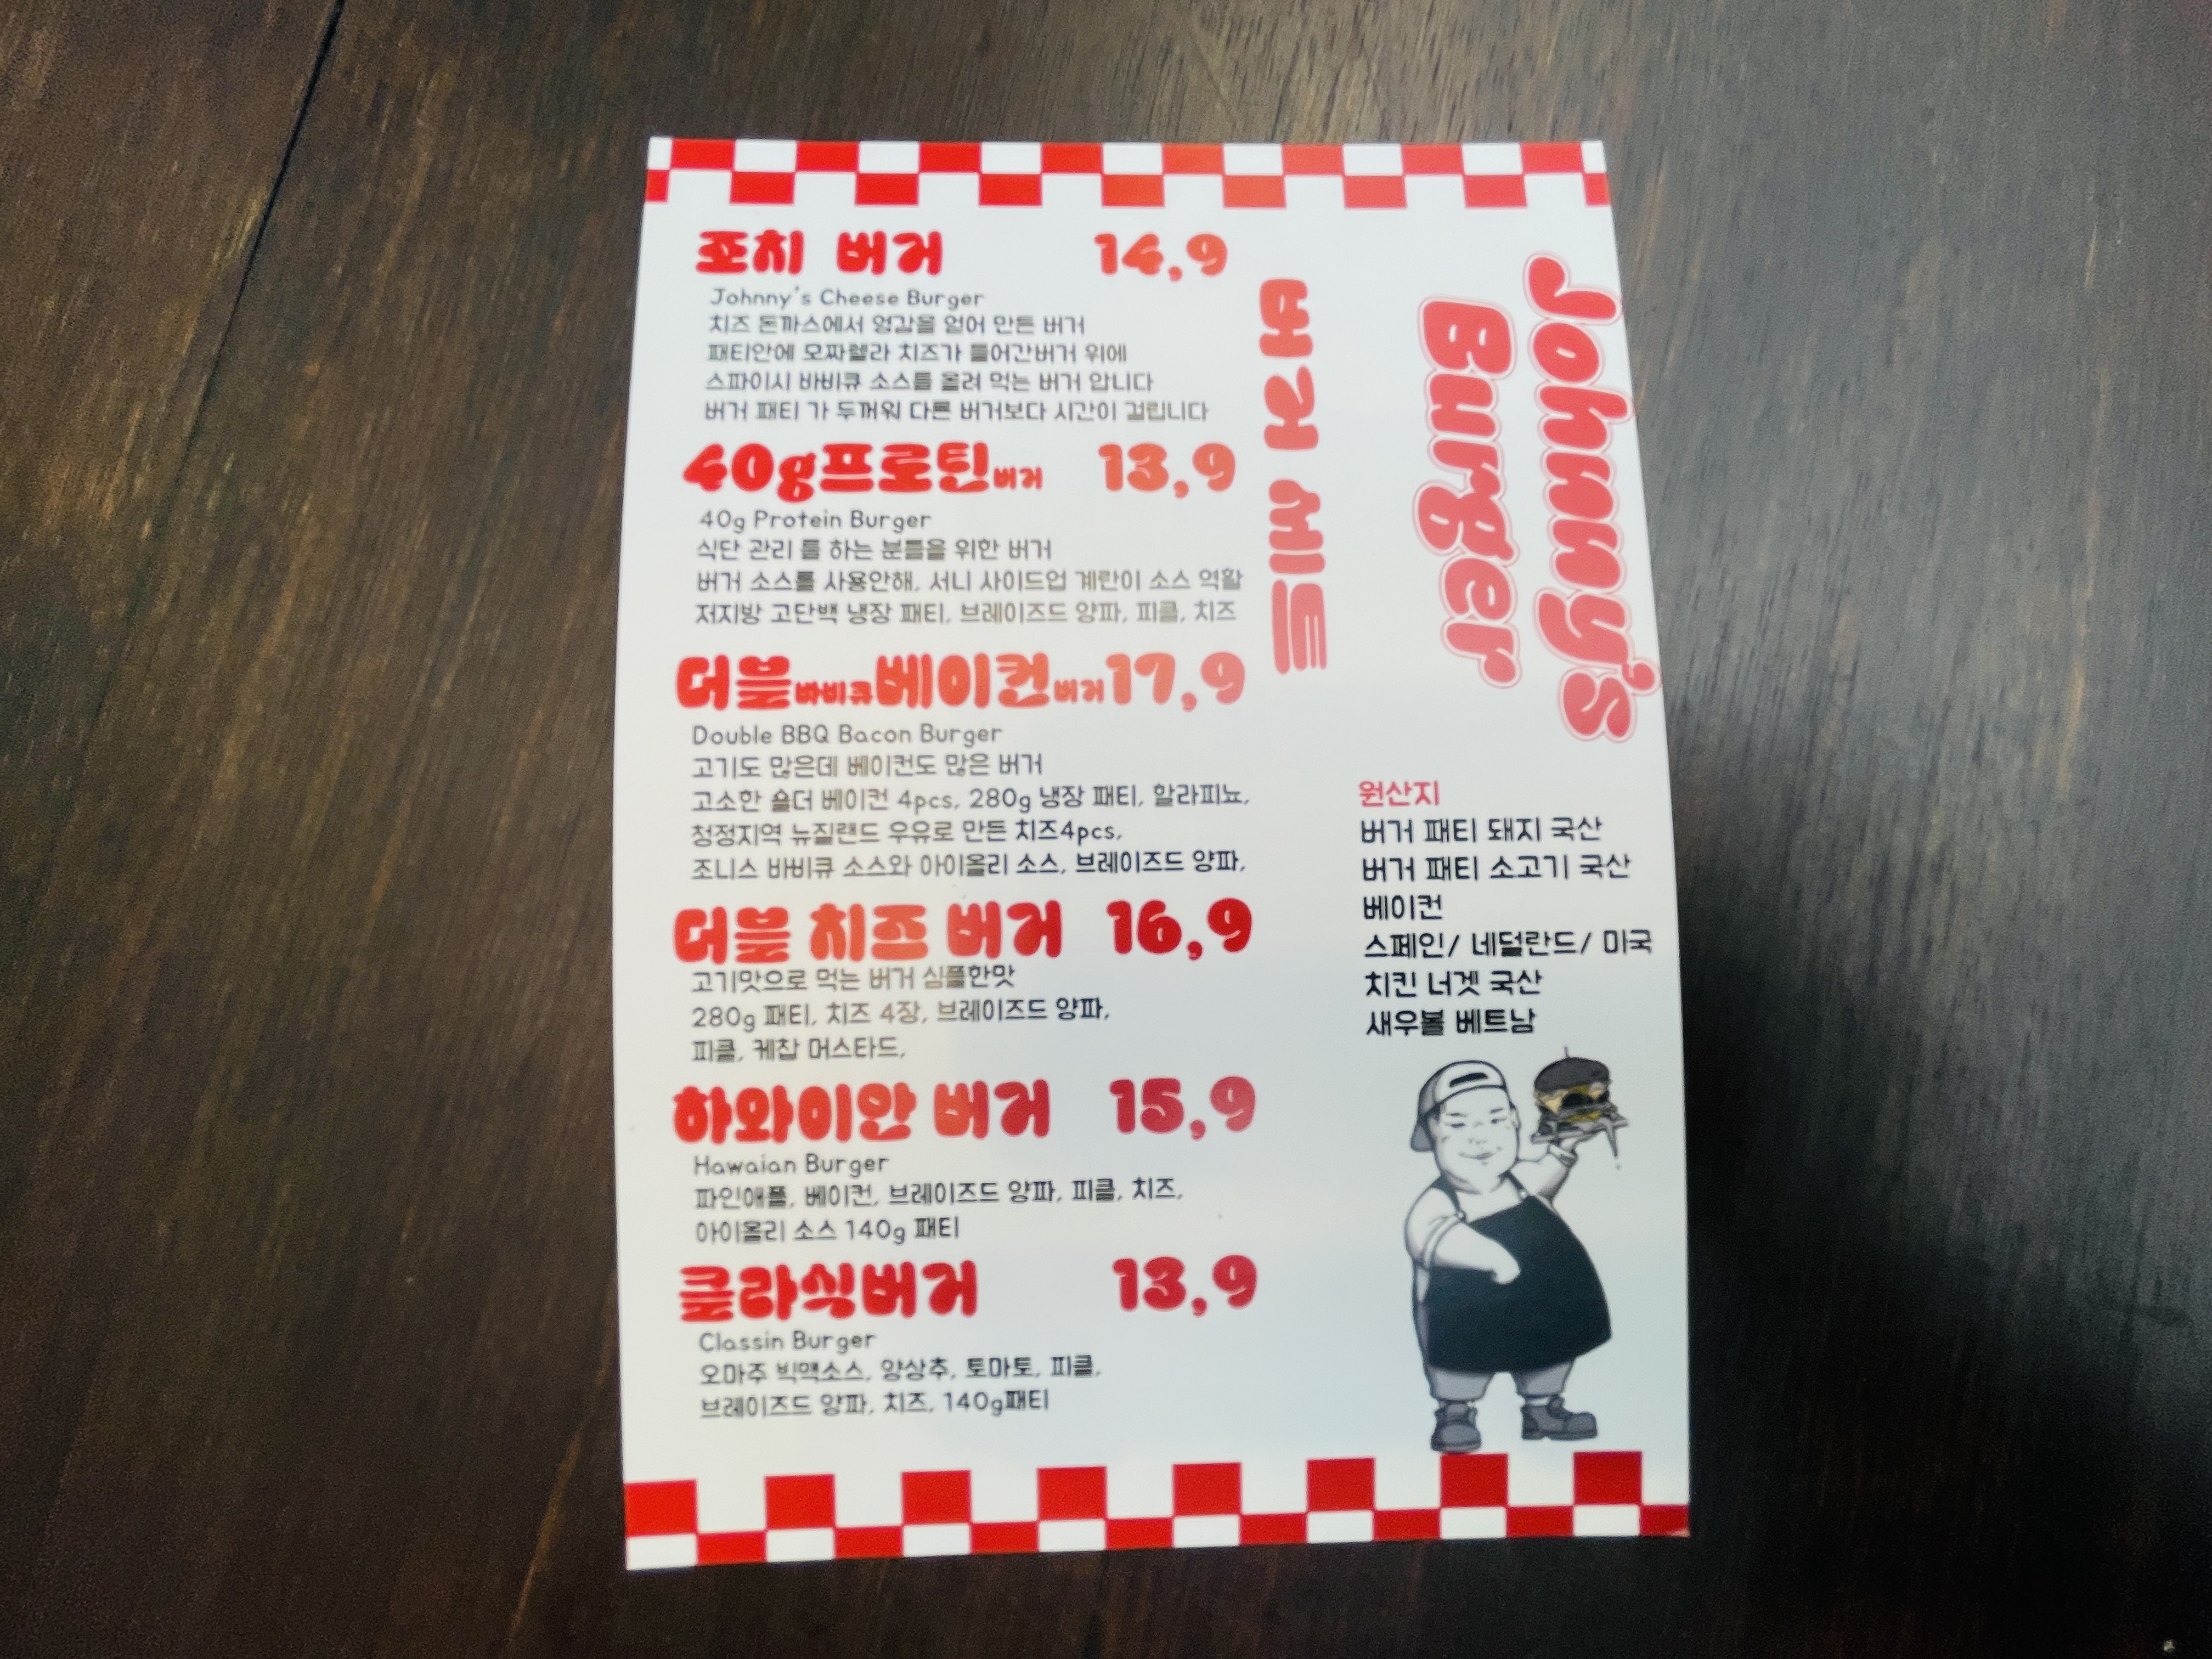 죠치 버거 14,9
Johnny's Cheese Burger
치즈 돈까스에서 영감을 얻어 만든 버거
패티안에 모짜렐라 치즈가 들어간버거 위에
스파이시 바비큐 소스를 올려 먹는 버거 압니다
버거 패티 가 두꺼워 다른 버거보다 시간이 걸립니다
40g프로틴버거 13,9
40g Protein Burger
식단 관리 를 하는 분들을 위한 버거
버거 소스를 사용안해, 서니 사이드업 계란이 소스 역활
저지방 고단백 냉장 패티, 브레이즈드 양파, 피클, 치즈
더블바비큐베이컨버거17,9
Double BBQ Bacon Burger
고기도 많은데 베이컨도 많은 버거
고소한 숄더 베이컨 4pcs, 280g 냉장 패티, 할라피뇨,
청정지역 뉴질랜드 우유로 만든 치즈4pcs,
조니스 바비큐 소스와 아이올리 소스, 브레이즈드 양파,
더블 치즈 버거 16,9
고기맛으로 먹는 버거 심플한맛
280g 패티, 치즈 4장, 브레이즈드 양파,
피클, 케찹 머스타드,
하와이안 버거 15,9
Hawaian Burger
파인애플, 베이컨, 브레이즈드 양파, 피클, 치즈,
아이올리 소스 140g 패티
클라식버거 13,9
Classin Burger
오마주 빅맥소스, 양상추, 토마토, 피클,
브레이즈드 양파, 치즈, 140g패티
버거 세트
Johnny's
Burger
원산지
버거 패티 돼지 국산
버거 패티 소고기 국산
베이컨
스페인/ 네덜란드/ 미국
치킨 너겟 국산
새우볼 베트남